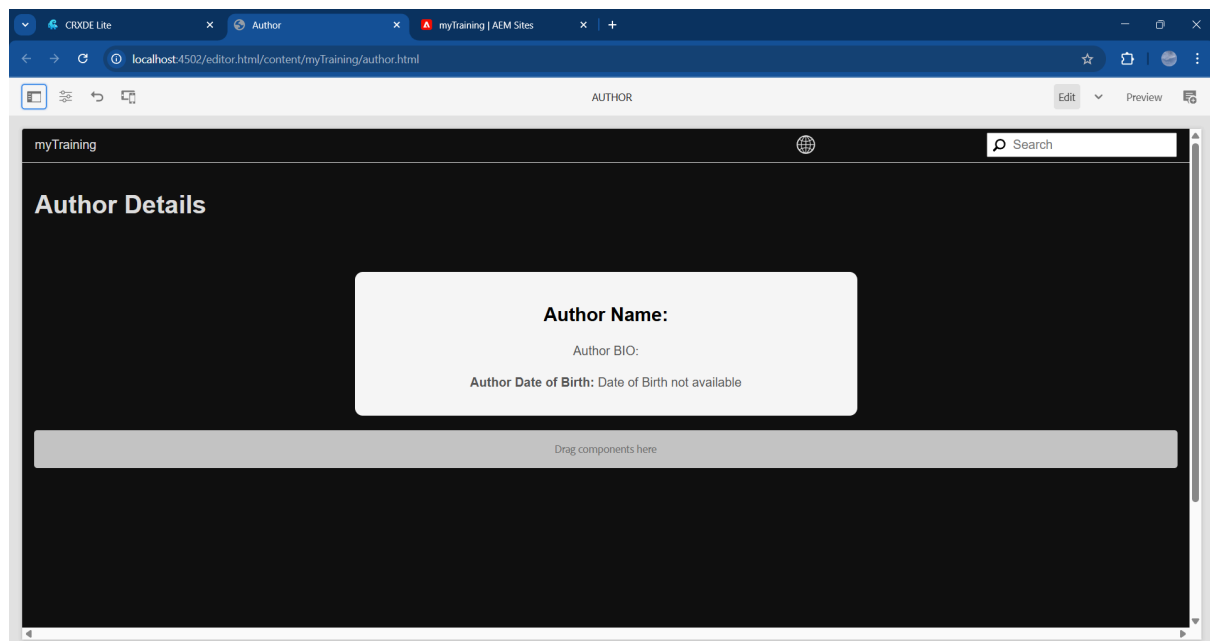 CRXDE Lite
Author
myTraining | AEM Sites
localhost:4502/editor.html/content/myTraining/author.html
AUTHOR
Edit
Preview
myTraining
Search
Author Details
Author Name:
Author BIO:
Author Date of Birth: Date of Birth not available
Drag components here